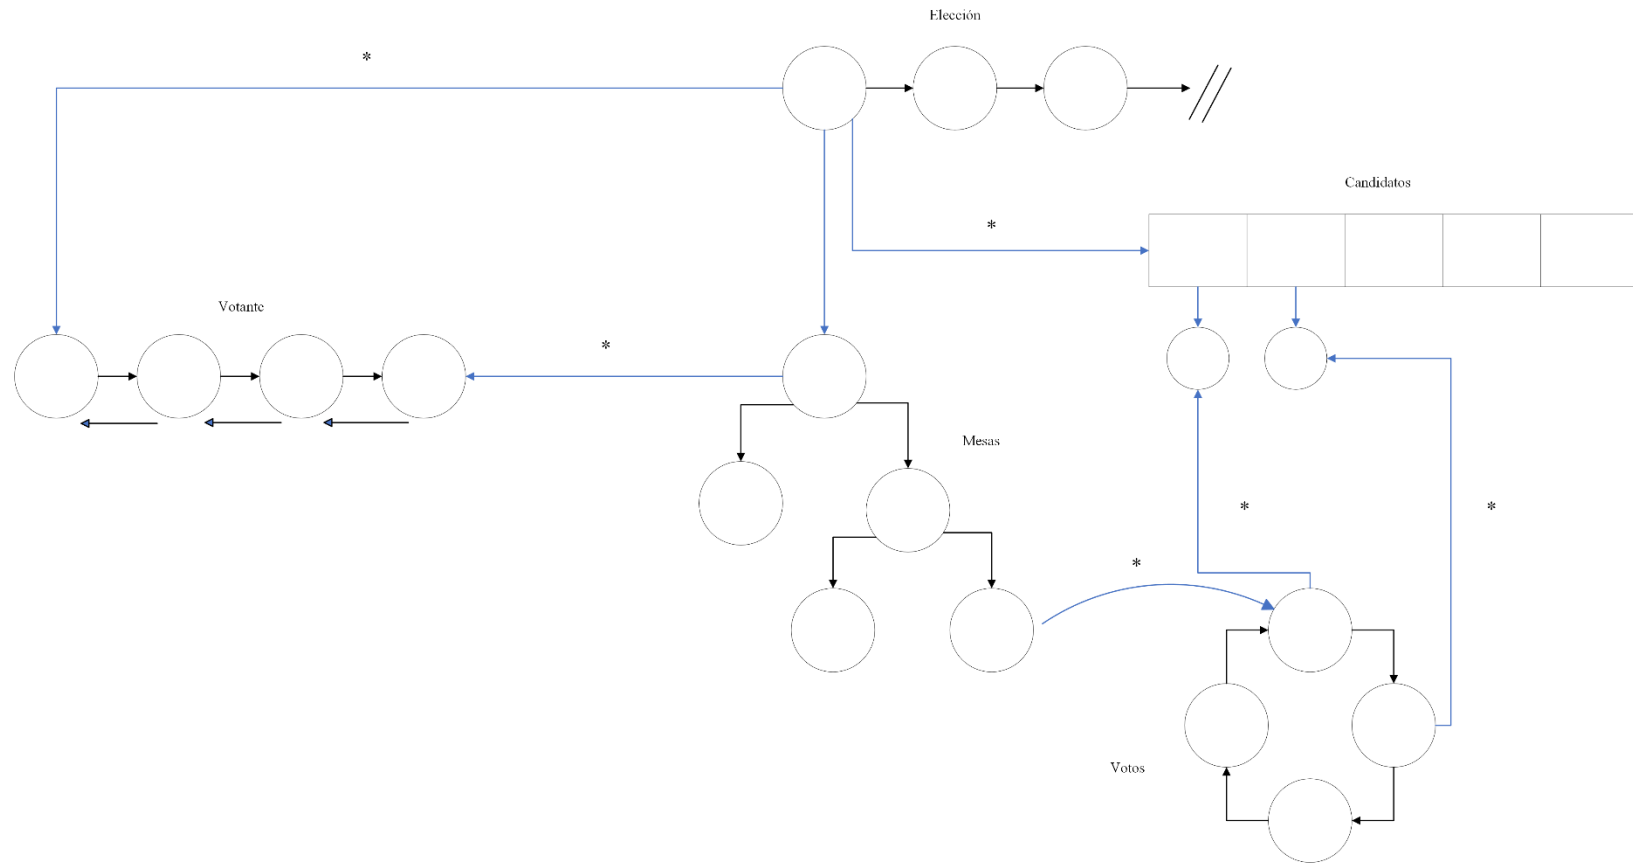 Elección
*
Candidatos
*
Votante
*
Mesas
*
*
*
Votos